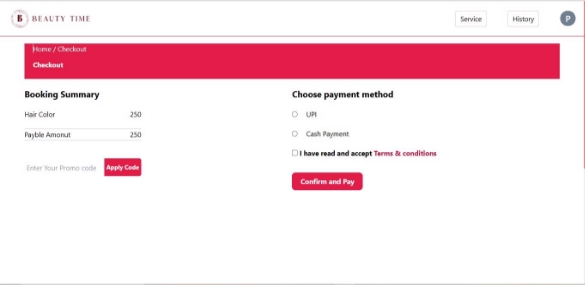 B BEAUTY TIME
Service
History
P
Home / Checkout
Checkout
Booking Summary
Hair Color 250
Payble Amonut 250
Enter Your Promo code
Apply Code
Choose payment method
UPI
Cash Payment
I have read and accept Terms & conditions
Confirm and Pay